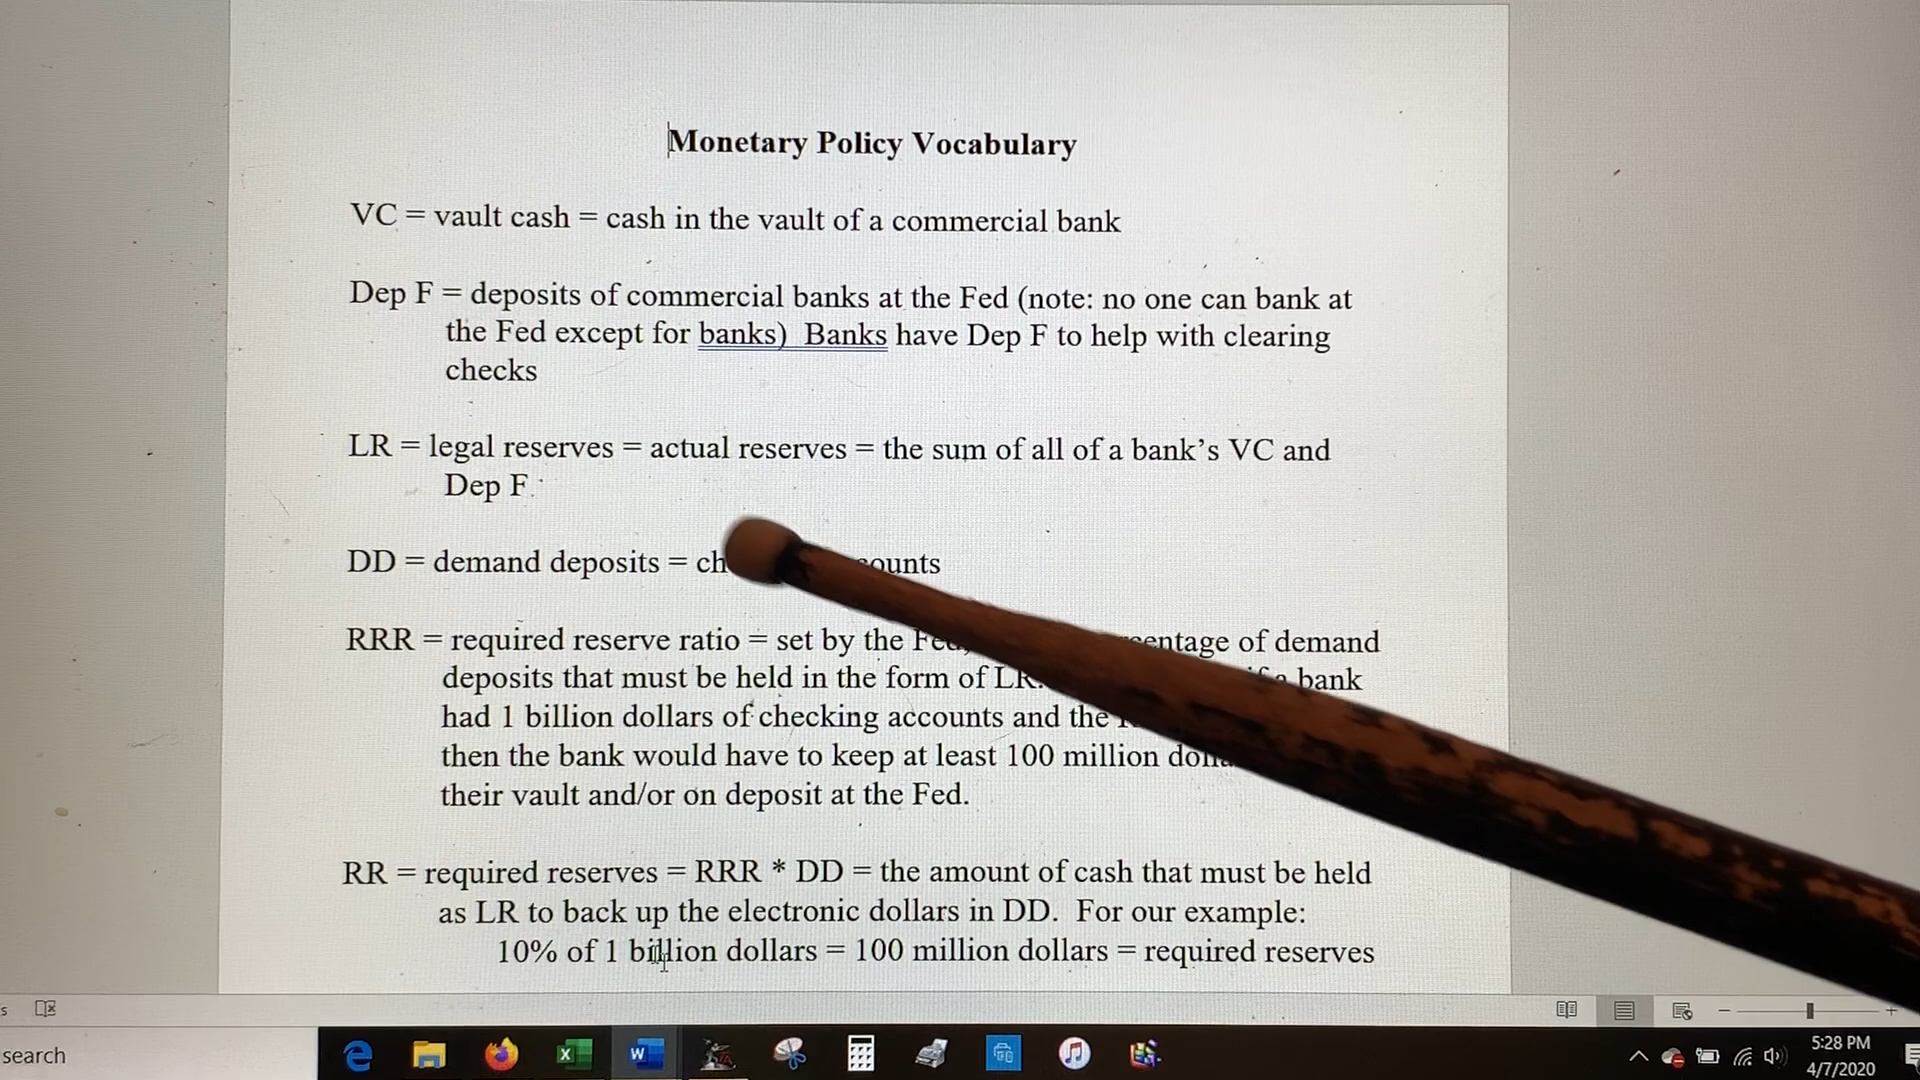 Monetary Policy Vocabulary
VC = vault cash = cash in the vault of a commercial bank
Dep F = deposits of commercial banks at the Fed (note: no one can bank at
the Fed except for banks)  Banks have Dep F to help with clearing
checks
LR = legal reserves = actual reserves = the sum of all of a bank's VC and
Dep F.
DD = demand deposits =
RRR = required reserve ratio = set by the of demand
deposits that must be held in the form of LR. bank
had 1 billion dollars of checking accounts and the
then the bank would have to keep at least 100 million
their vault and/or on deposit at the Fed.
RR = required reserves = RRR * DD = the amount of cash that must be held
as LR to back up the electronic dollars in DD.  For our example:
10% of 1 billion dollars = 100 million dollars = required reserves
search
5:28 PM
4/7/2020